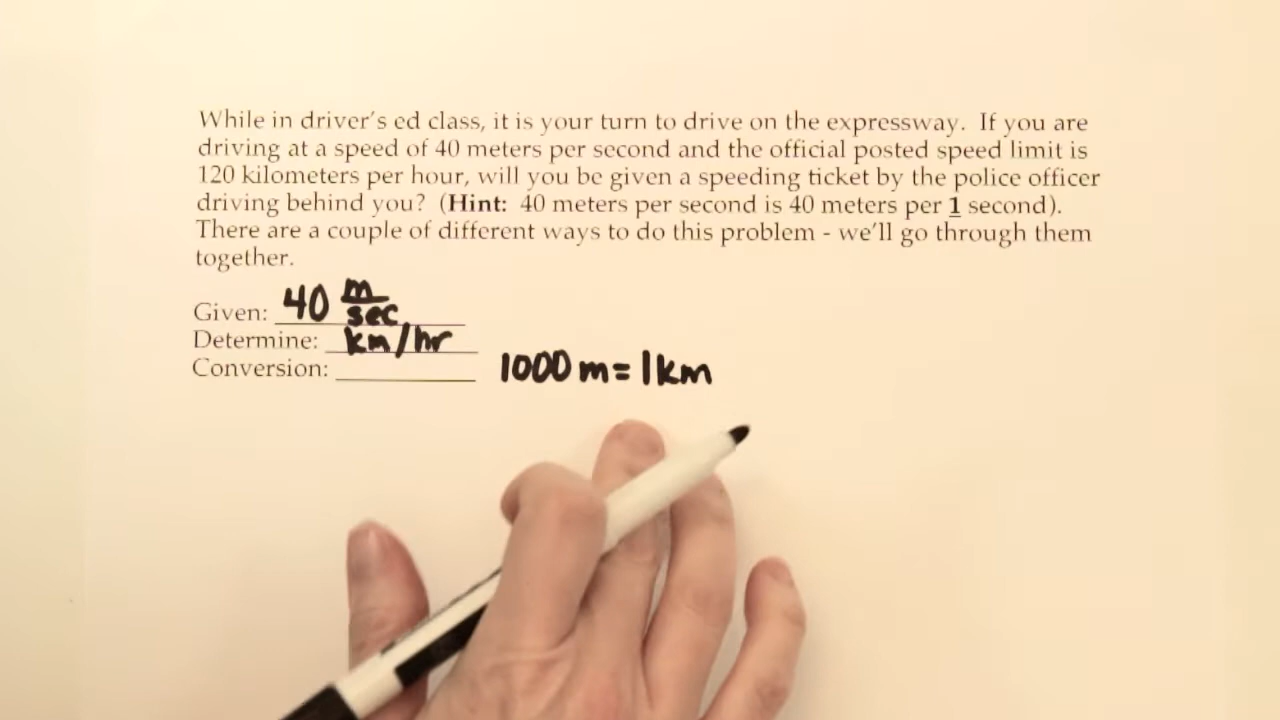 While in driver's ed class, it is your turn to drive on the expressway. If you are
driving at a speed of 40 meters per second and the official posted speed limit is
120 kilometers per hour, will you be given a speeding ticket by the police officer
driving behind you? (Hint: 40 meters per second is 40 meters per 1 second).
There are a couple of different ways to do this problem - we'll go through them
together.
Given: 40 m/sec
Determine: km/hr
Conversion: 1000 m = 1 km